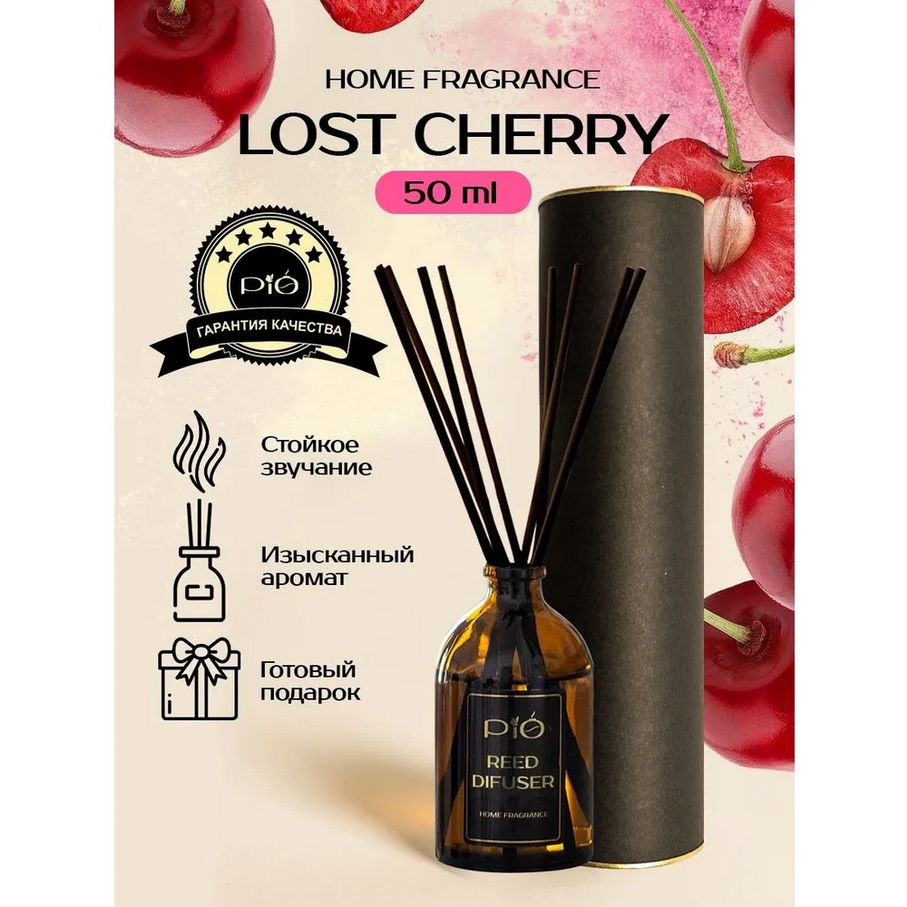 HOME FRAGRANCE
LOST CHERRY
50 ml
PIÓ
ГАРАНТИЯ КАЧЕСТВА
Стойкое
звучание
Изысканный
аромат
Готовый
подарок
PIÓ
REED
DIFUSER
HOME FRAGRANCE